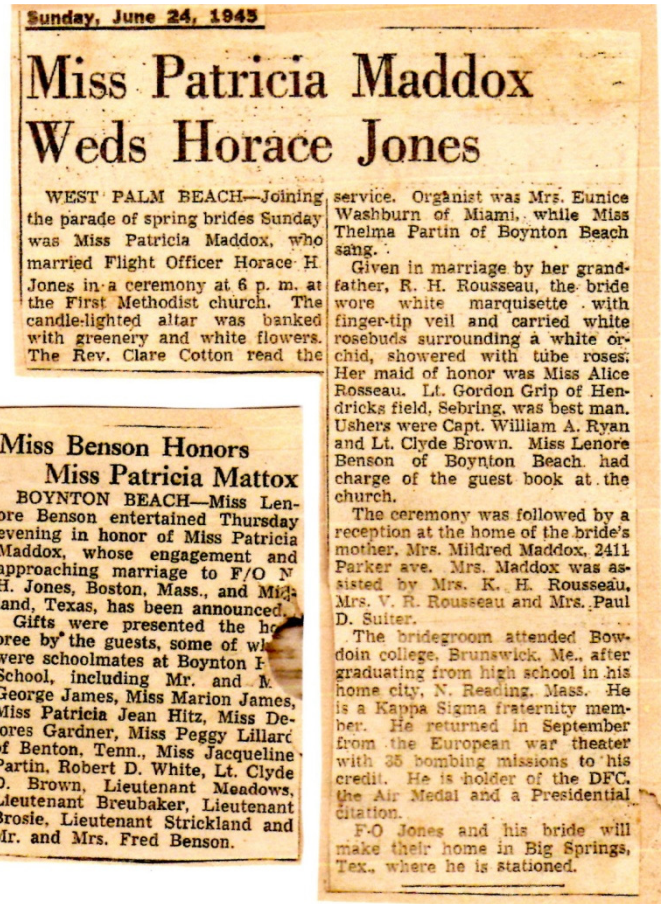 Sunday, June 24, 1945
Miss Patricia Maddox
Weds Horace Jones
WEST PALM BEACH—Joining
the parade of spring brides Sunday
was Miss Patricia Maddox, who
married Flight Officer Horace H
Jones in a ceremony at 6 p. m. at
the First Methodist church. The
candle-lighted altar was banked
with greenery and white flowers.
The Rev. Clare Cotton read the
service. Organist was Mrs. Eunice
Washburn of Miami, while Miss
Thelma Partin of Boynton Beach
sang.
Given in marriage by her grand-
father, R. H. Rousseau, the bride
wore white marquisette with
finger-tip veil and carried white
rosebuds surrounding a white or-
chid, showered with tube roses.
Her maid of honor was Miss Alice
Rosseau. Lt. Gordon Grip of Hen-
dricks field, Sebring, was best man.
Ushers were Capt. William A. Ryan
and Lt. Clyde Brown. Miss Lenore
Benson of Boynton Beach had
charge of the guest book at the
church.
The ceremony was followed by a
reception at the home of the bride's
mother, Mrs. Mildred Maddox, 2411
Parker ave. Mrs. Maddox was as-
sisted by Mrs. K. H. Rousseau,
Mrs. V. R. Rousseau and Mrs. Paul
D. Suiter.
The bridegroom attended Bow-
doin college, Brunswick, Me., after
graduating from high school in his
home city, N. Reading, Mass. He
is a Kappa Sigma fraternity mem-
ber. He returned in September
from the European war theater
with 35 bombing missions to his
credit. He is holder of the DFC,
the Air Medal and a Presidential
citation.
F-O Jones and his bride will
make their home in Big Springs,
Tex., where he is stationed.
Miss Benson Honors
Miss Patricia Mattox
BOYNTON BEACH—Miss Len-
ore Benson entertained Thursday
evening in honor of Miss Patricia
Maddox, whose engagement and
approaching marriage to F/O N
H. Jones, Boston, Mass., and Mid-
land, Texas, has been announced.
Gifts were presented the
oree by the guests, some of
were schoolmates at Boynton
School, including Mr. and
George James, Miss Marion James,
Miss Patricia Jean Hitz, Miss De-
ores Gardner, Miss Peggy Lillard
of Benton, Tenn., Miss Jacqueline
Partin, Robert D. White, Lt. Clyde
D. Brown, Lieutenant Meadows,
Lieutenant Breubaker, Lieutenant
Brosie, Lieutenant Strickland and
Mr. and Mrs. Fred Benson.